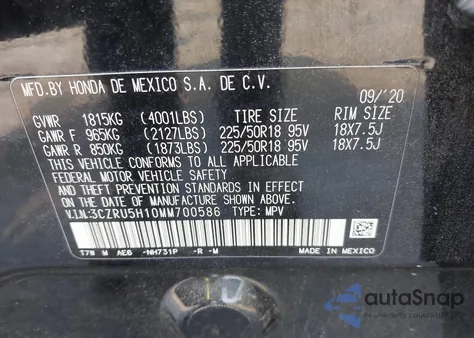 MFD.BY HONDA DE MEXICO S.A. DE C.V.
09/'20
GVWR 1815KG (4001LBS) TIRE SIZE RIM SIZE
GAWR F 965KG (2127LBS) 225/50R18 95V 18X7.5J
GAWR R 850KG (1873LBS) 225/50R18 95V 18X7.5J
THIS VEHICLE CONFORMS TO ALL APPLICABLE
FEDERAL MOTOR VEHICLE SAFETY
AND THEFT PREVENTION STANDARDS IN EFFECT
ON THE DATE OF MANUFACTURE SHOWN ABOVE.
V.I.N:3CZRU5H10MM700586 TYPE: MPV
T7W M AE6 -NH731P -R -M
MADE IN MEXICO
autoSnap